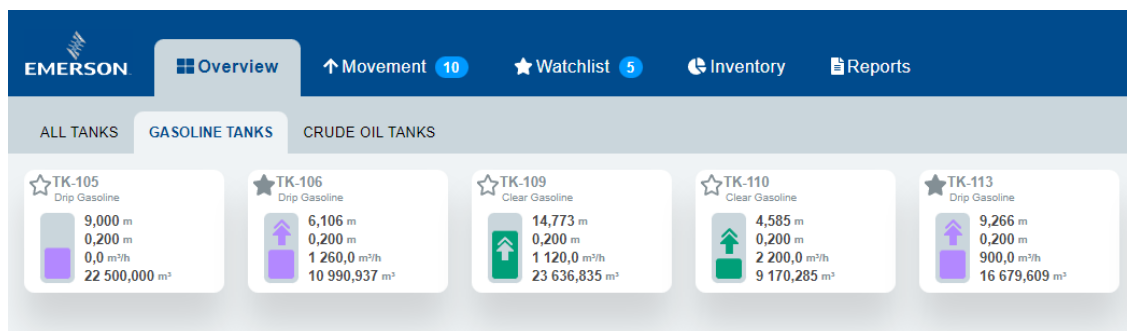 EMERSON
Overview
Movement 10
Watchlist 5
Inventory
Reports
ALL TANKS
GASOLINE TANKS
CRUDE OIL TANKS
TK-105
Drip Gasoline
9,000 m
0,200 m
0,0 m³/h
22 500,000 m³
TK-106
Drip Gasoline
6,106 m
0,200 m
1 260,0 m³/h
10 990,937 m³
TK-109
Clear Gasoline
14,773 m
0,200 m
1 120,0 m³/h
23 636,835 m³
TK-110
Clear Gasoline
4,585 m
0,200 m
2 200,0 m³/h
9 170,285 m³
TK-113
Drip Gasoline
9,266 m
0,200 m
900,0 m³/h
16 679,609 m³